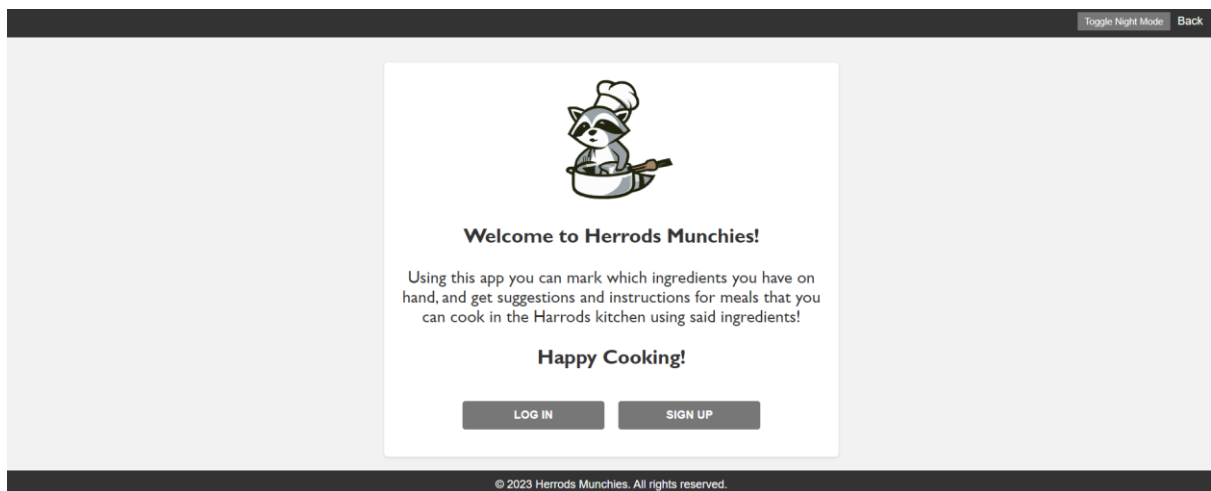 Toggle Night Mode Back
Welcome to Herrods Munchies!
Using this app you can mark which ingredients you have on
hand, and get suggestions and instructions for meals that you
can cook in the Harrods kitchen using said ingredients!
Happy Cooking!
LOG IN SIGN UP
© 2023 Herrods Munchies. All rights reserved.